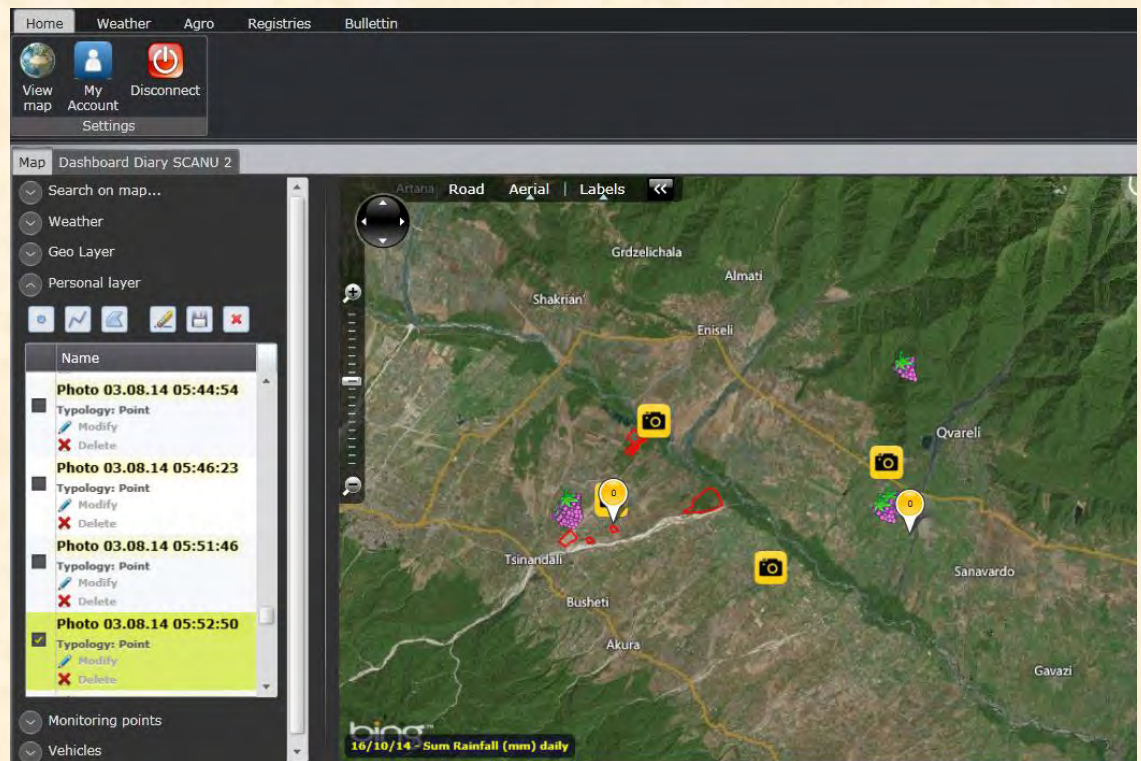 Home Weather Agro Registries Bullettin
View map
My Account
Disconnect
Settings
Map Dashboard Diary SCANU 2
Search on map...
Weather
Geo Layer
Personal layer
Name
Photo 03.08.14 05:44:54
Typology: Point
Modify
Delete
Photo 03.08.14 05:46:23
Typology: Point
Modify
Delete
Photo 03.08.14 05:51:46
Typology: Point
Modify
Delete
Photo 03.08.14 05:52:50
Typology: Point
Modify
Delete
Monitoring points
Vehicles
Artana Road Aerial | Labels
Grdzelichala
Almati
Shakrian
Eniseli
Qvareli
0
0
Tsinandali
Sanavardo
Busheti
Akura
Gavazi
bing™
16/10/14 - Sum Rainfall (mm) daily